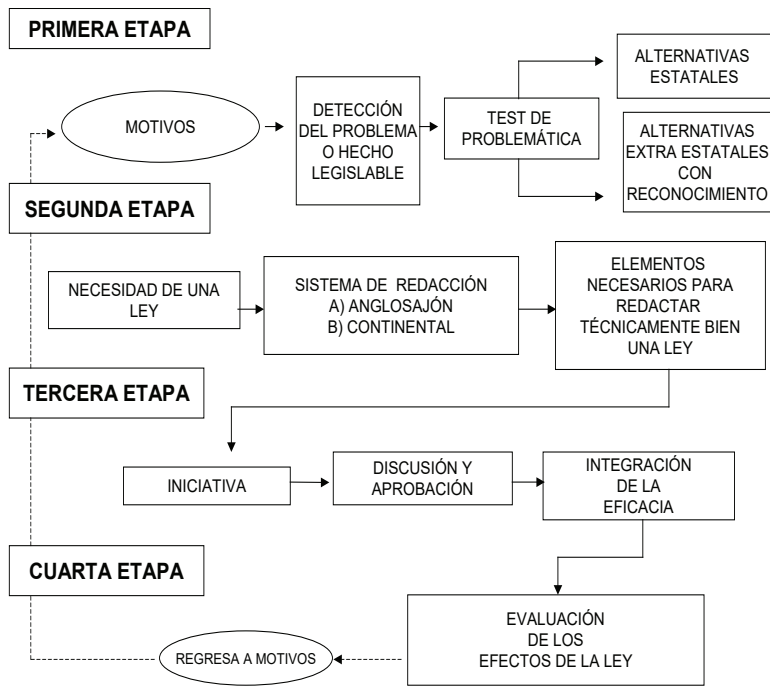 PRIMERA ETAPA
MOTIVOS
DETECCIÓN
DEL PROBLEMA
O HECHO
LEGISLABLE
TEST DE
PROBLEMÁTICA
ALTERNATIVAS
ESTATALES
ALTERNATIVAS
EXTRA ESTATALES
CON
RECONOCIMIENTO
SEGUNDA ETAPA
NECESIDAD DE UNA
LEY
SISTEMA DE REDACCIÓN
A) ANGLOSAJÓN
B) CONTINENTAL
ELEMENTOS
NECESARIOS PARA
REDACTAR
TÉCNICAMENTE BIEN
UNA LEY
TERCERA ETAPA
INICIATIVA
DISCUSIÓN Y
APROBACIÓN
INTEGRACIÓN
DE LA
EFICACIA
CUARTA ETAPA
EVALUACIÓN
DE LOS
EFECTOS DE LA LEY
REGRESA A MOTIVOS